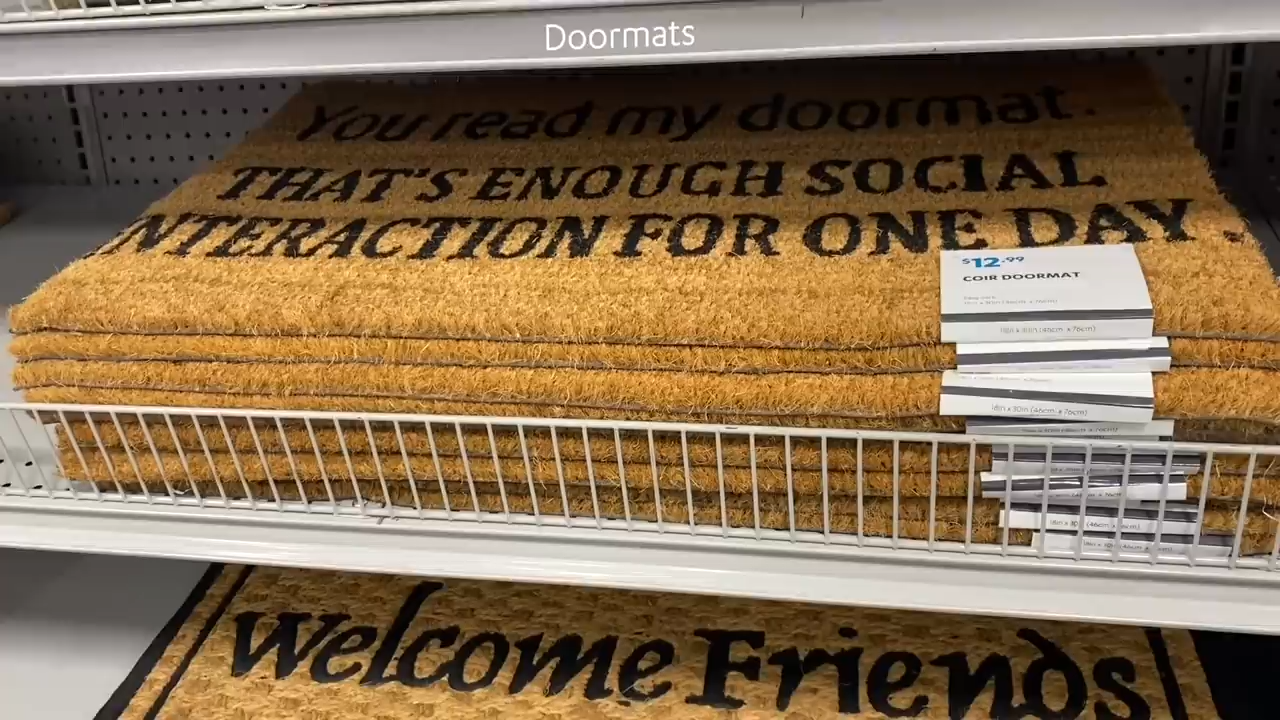 Doormats
You read my doormat.
THAT'S ENOUGH SOCIAL
INTERACTION FOR ONE DAY.
$12.99
COIR DOORMAT
18in x 30in (46cm x 76cm)
18in x 30in (46cm x 76cm)
Welcome Friends